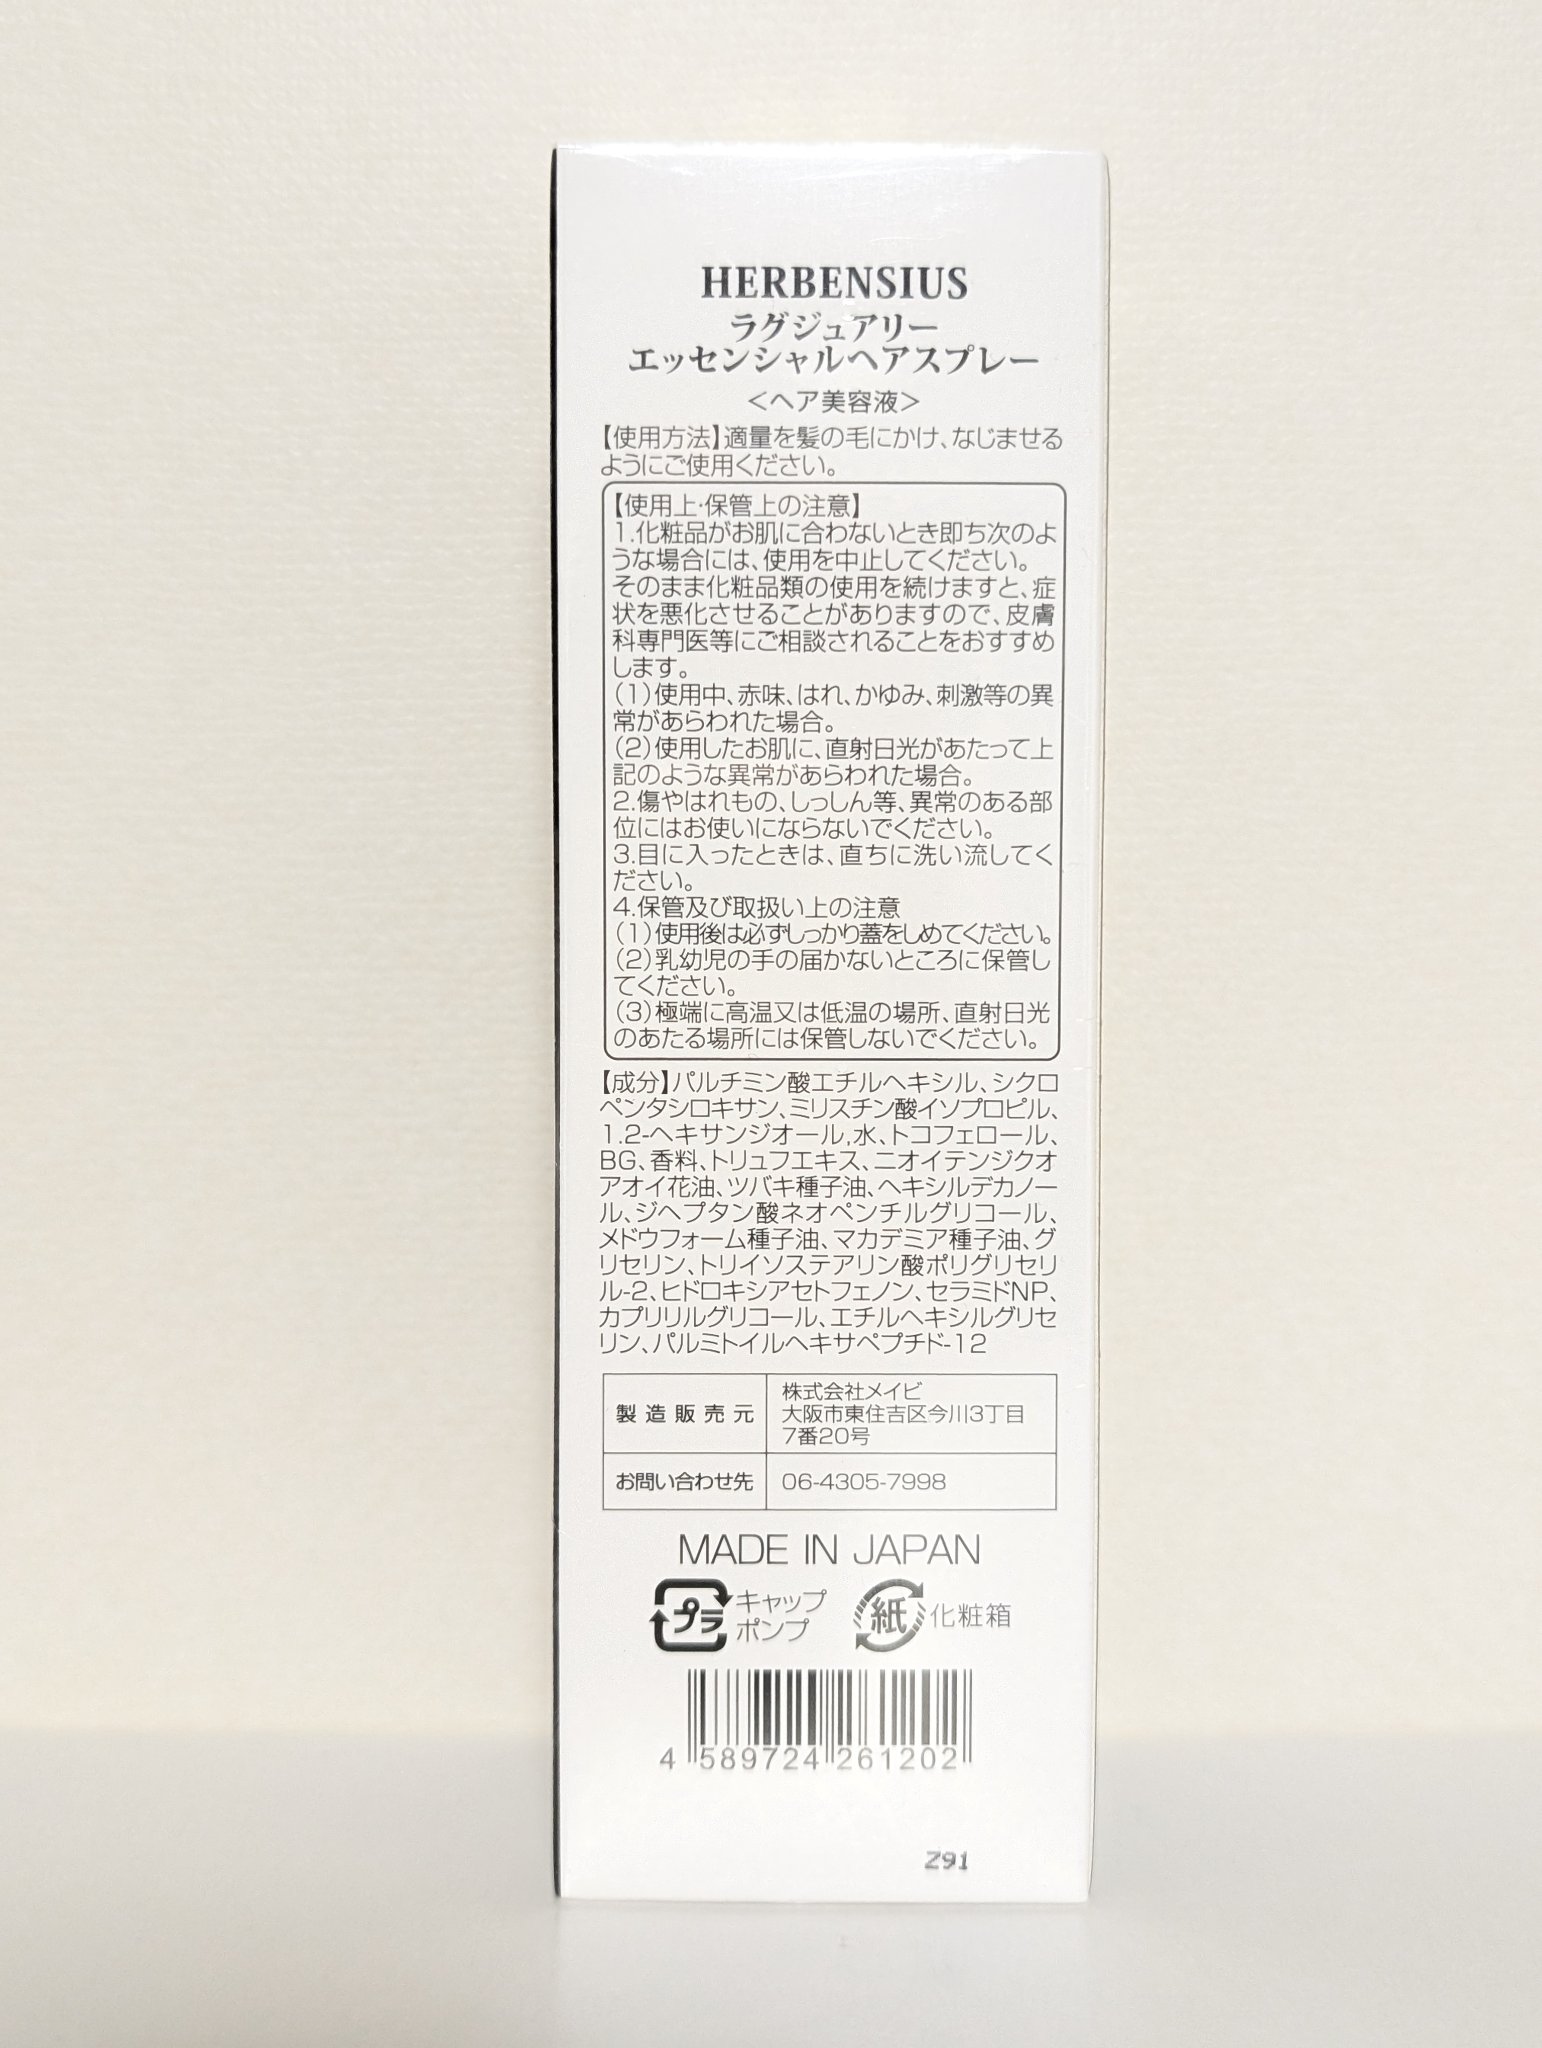 HERBENSIUS
ラグジュアリー
エッセンシャルヘアスプレー
<ヘア美容液>
【使用方法】適量を髪の毛にかけ、なじませる
ようにご使用ください。
【使用上・保管上の注意】
1.化粧品がお肌に合わないとき即ち次のよ
うな場合には、使用を中止してください。
そのまま化粧品類の使用を続けますと、症
状を悪化させることがありますので、皮膚
科専門医等にご相談されることをおすすめ
します。
(1)使用中、赤味、はれ、かゆみ、刺激等の異
常があらわれた場合。
(2)使用したお肌に、直射日光があたって上
記のような異常があらわれた場合。
2.傷やはれもの、しっしん等、異常のある部
位にはお使いにならないでください。
3.目に入ったときは、直ちに洗い流してく
ださい。
4.保管及び取扱い上の注意
(1)使用後は必ずしっかり蓋をしめてください。
(2)乳幼児の手の届かないところに保管し
てください。
(3)極端に高温又は低温の場所、直射日光
のあたる場所には保管しないでください。
【成分】パルチミン酸エチルヘキシル、シクロ
ペンタシロキサン、ミリスチン酸イソプロピル、
1.2-ヘキサンジオール,水、トコフェロール、
BG、香料、トリュフエキス、ニオイテンジクオ
アオイ花油、ツバキ種子油、ヘキシルデカノー
ル、ジヘプタン酸ネオペンチルグリコール、
メドウフォーム種子油、マカデミア種子油、グ
リセリン、トリイソステアリン酸ポリグリセリ
ル-2、ヒドロキシアセトフェノン、セラミドNP、
カプリリルグリコール、エチルヘキシルグリセ
リン、パルミトイルヘキサペプチド-12
製造販売元
株式会社メイビ
大阪市東住吉区今川3丁目
7番20号
お問い合わせ先
06-4305-7998
MADE IN JAPAN
プラ
キャップ
ポンプ
紙
化粧箱
4 589724 261202
Z91